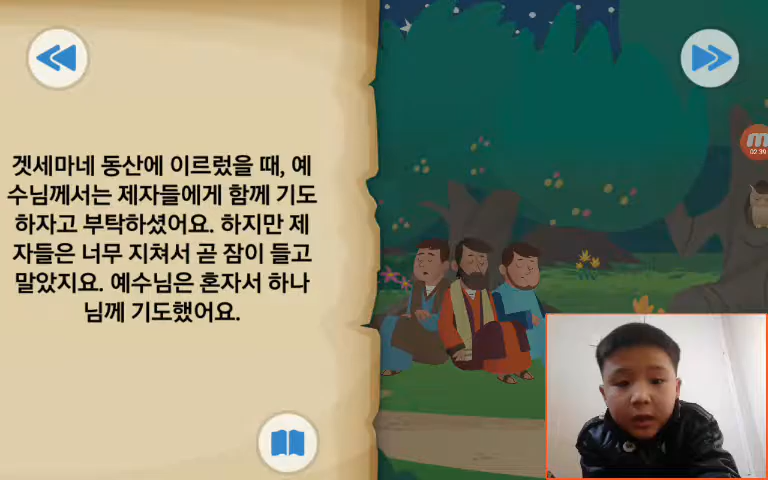 겟세마네 동산에 이르렀을 때, 예
수님께서는 제자들에게 함께 기도
하자고 부탁하셨어요. 하지만 제
자들은 너무 지쳐서 곧 잠이 들고
말았지요. 예수님은 혼자서 하나
님께 기도했어요.
02:39